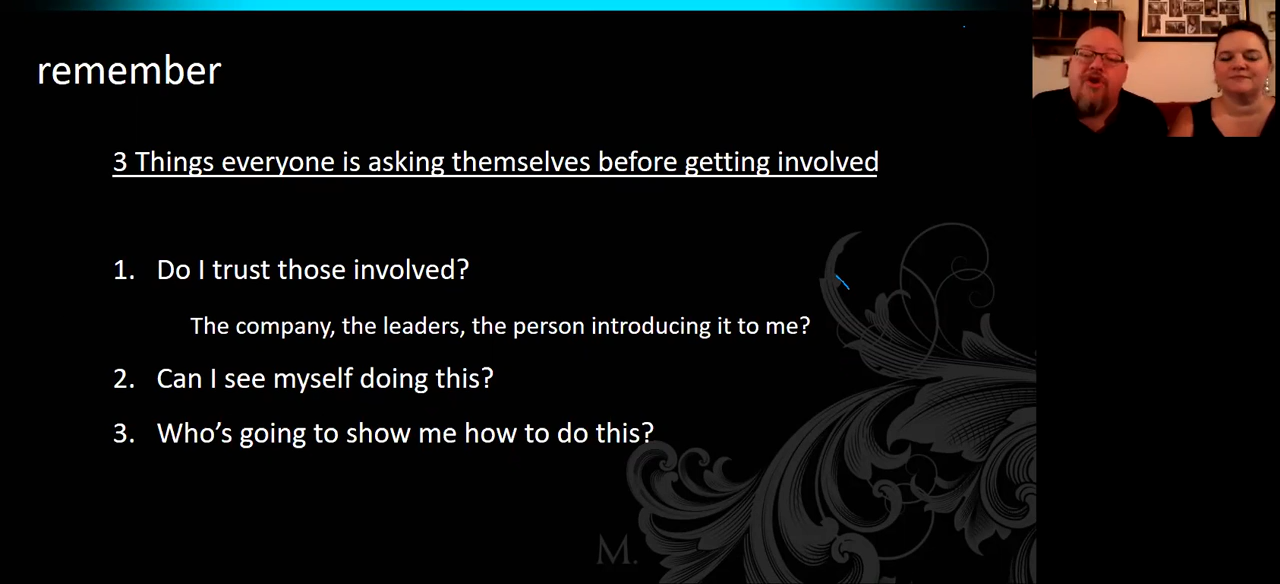 remember
3 Things everyone is asking themselves before getting involved
1. Do I trust those involved?
The company, the leaders, the person introducing it to me?
2. Can I see myself doing this?
3. Who’s going to show me how to do this?
M.